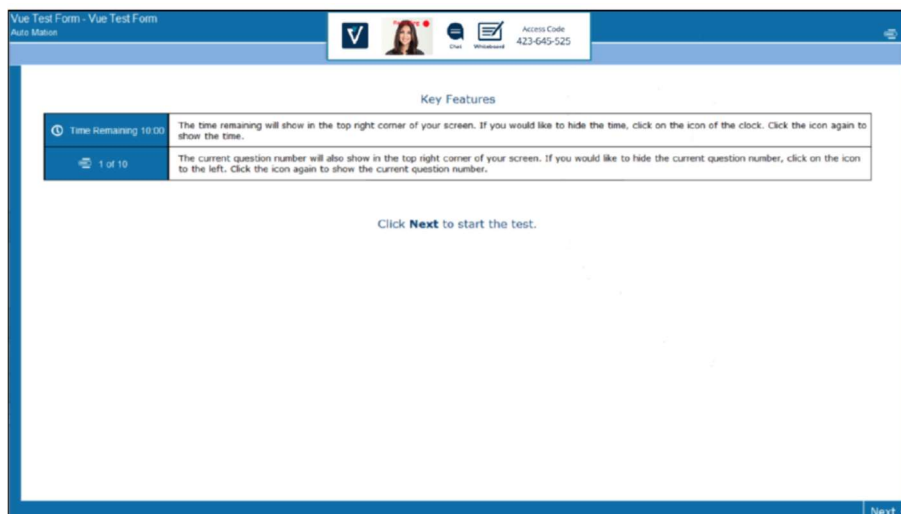 Vue Test Form - Vue Test Form
Auto Mation
V
Chat
Whiteboard
Access Code
423-645-525
Key Features
Time Remaining 10:00
The time remaining will show in the top right corner of your screen. If you would like to hide the time, click on the icon of the clock. Click the icon again to
show the time.
1 of 10
The current question number will also show in the top right corner of your screen. If you would like to hide the current question number, click on the icon
to the left. Click the icon again to show the current question number.
Click Next to start the test.
Next